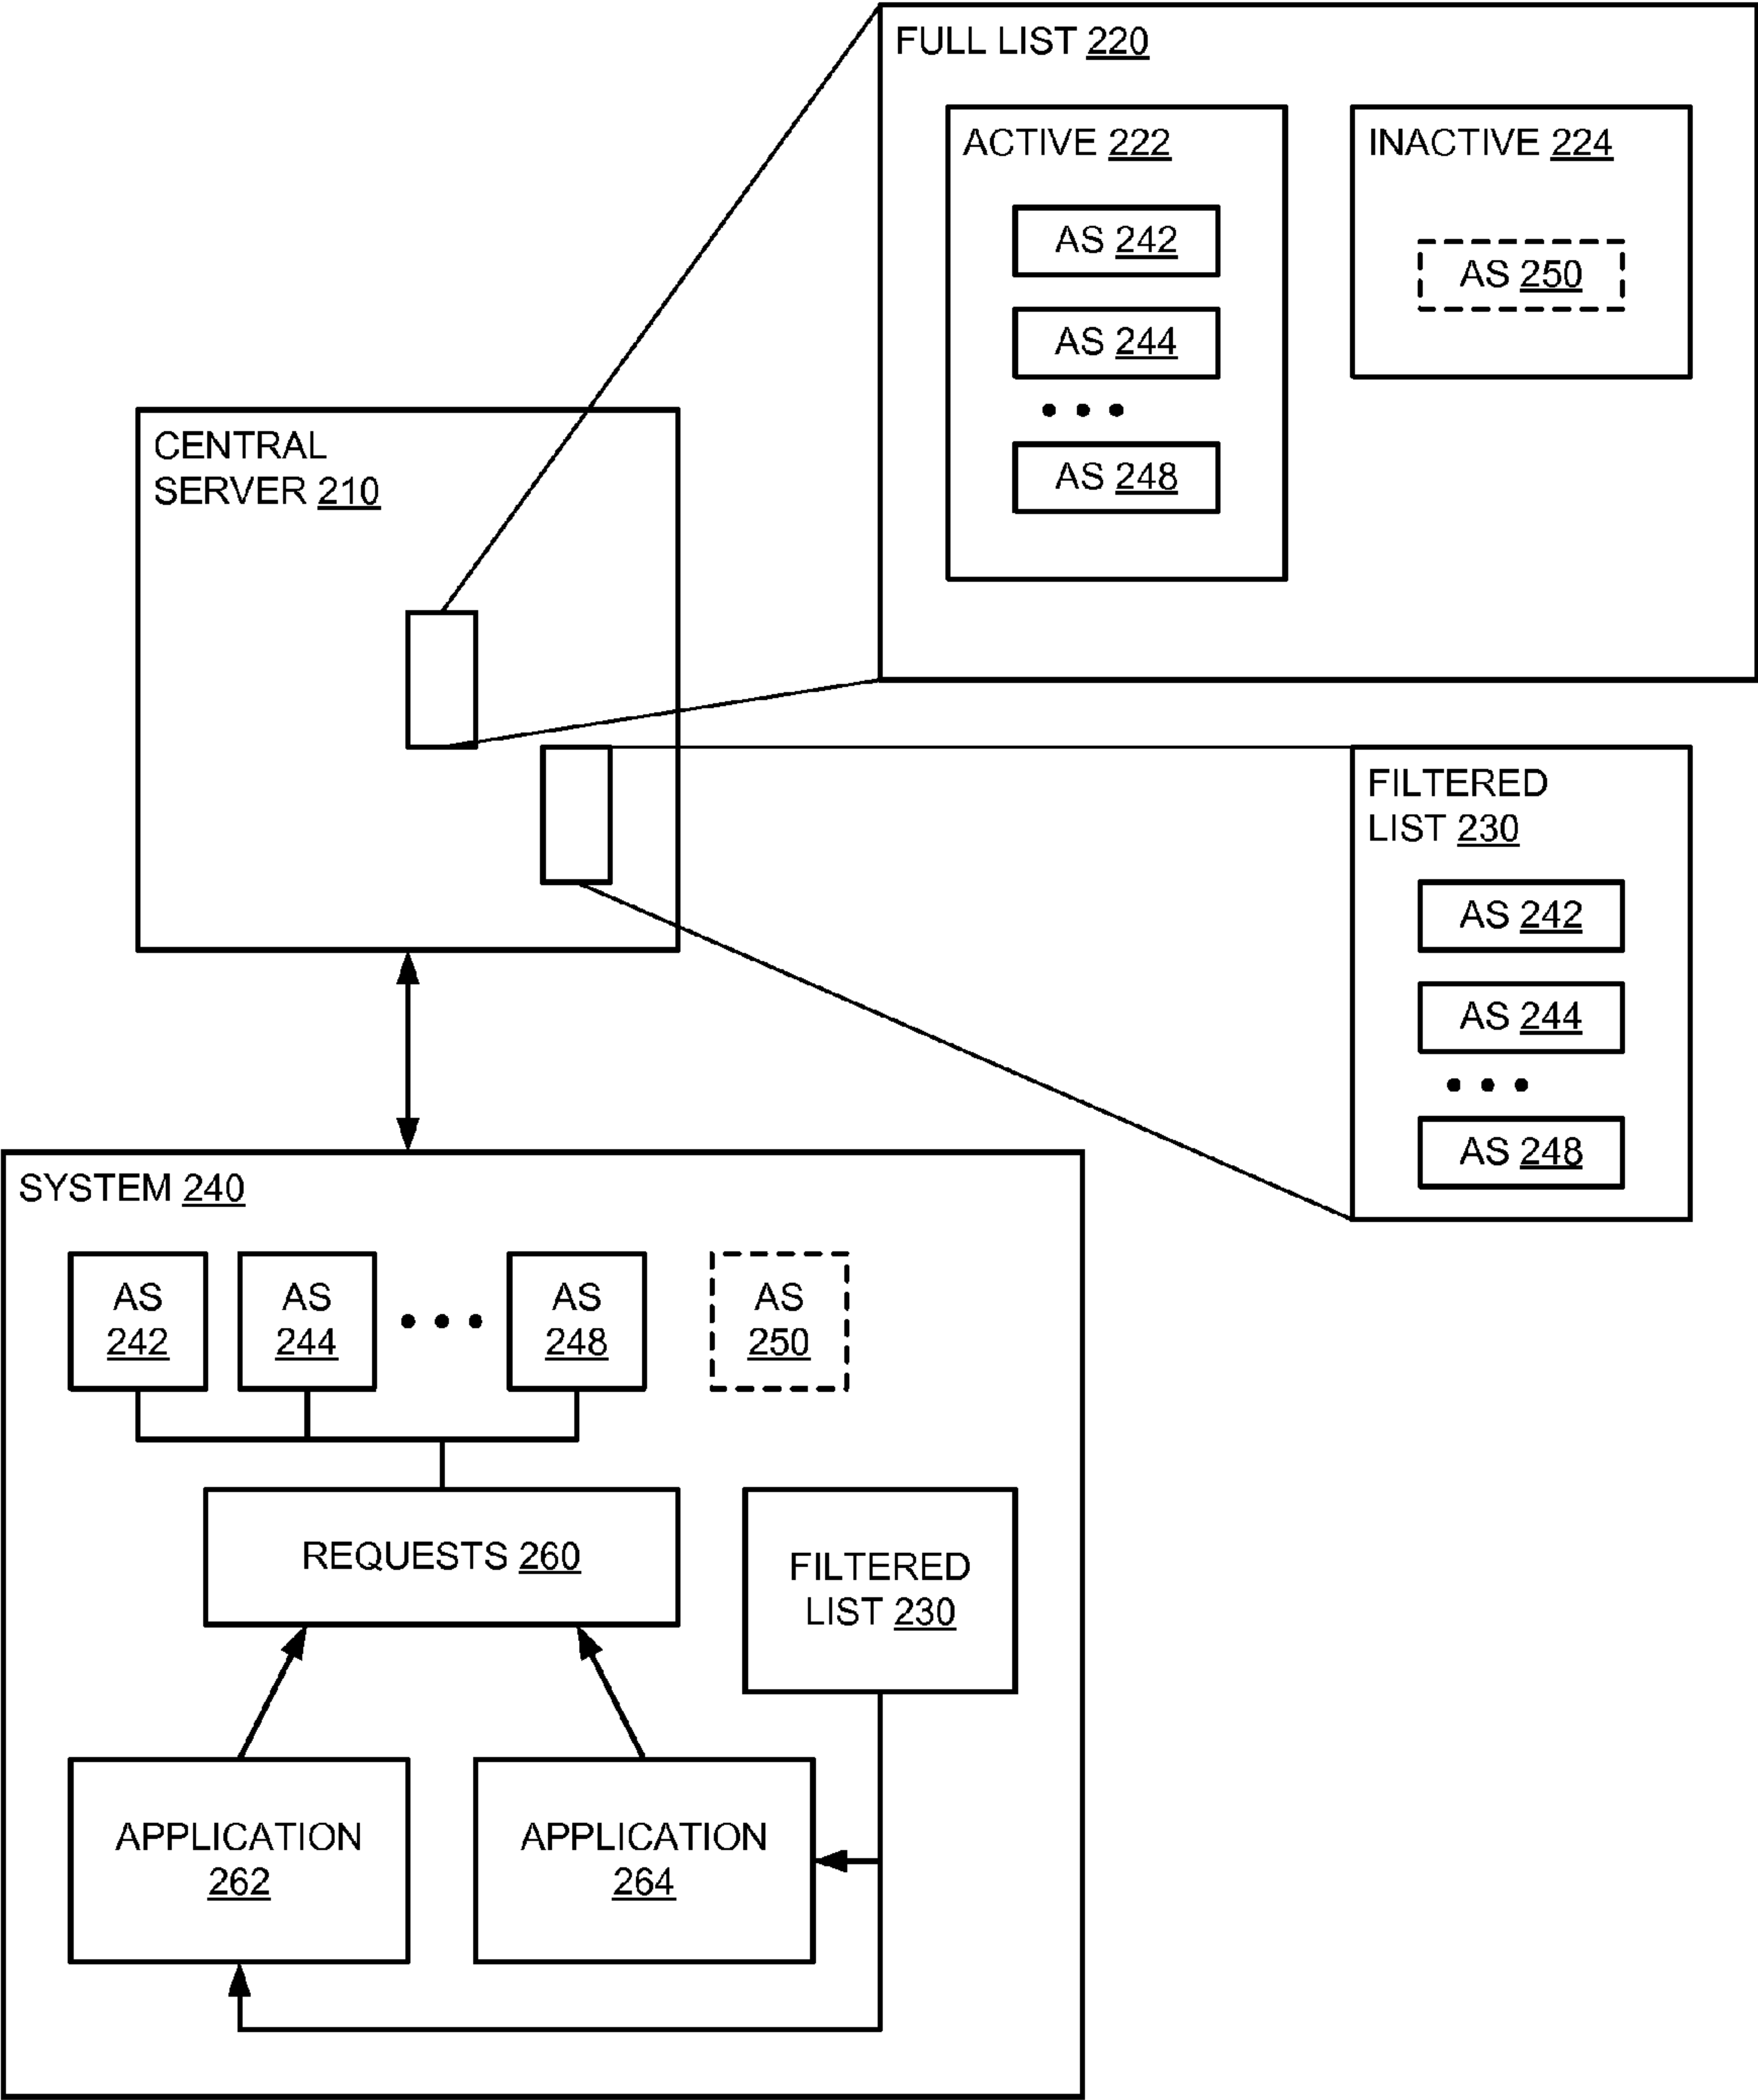 FULL LIST 220
ACTIVE 222
AS 242
AS 244
• • •
AS 248
INACTIVE 224
AS 250
CENTRAL
SERVER 210
FILTERED
LIST 230
AS 242
AS 244
• • •
AS 248
SYSTEM 240
AS
242
AS
244
• • •
AS
248
AS
250
REQUESTS 260
FILTERED
LIST 230
APPLICATION
262
APPLICATION
264